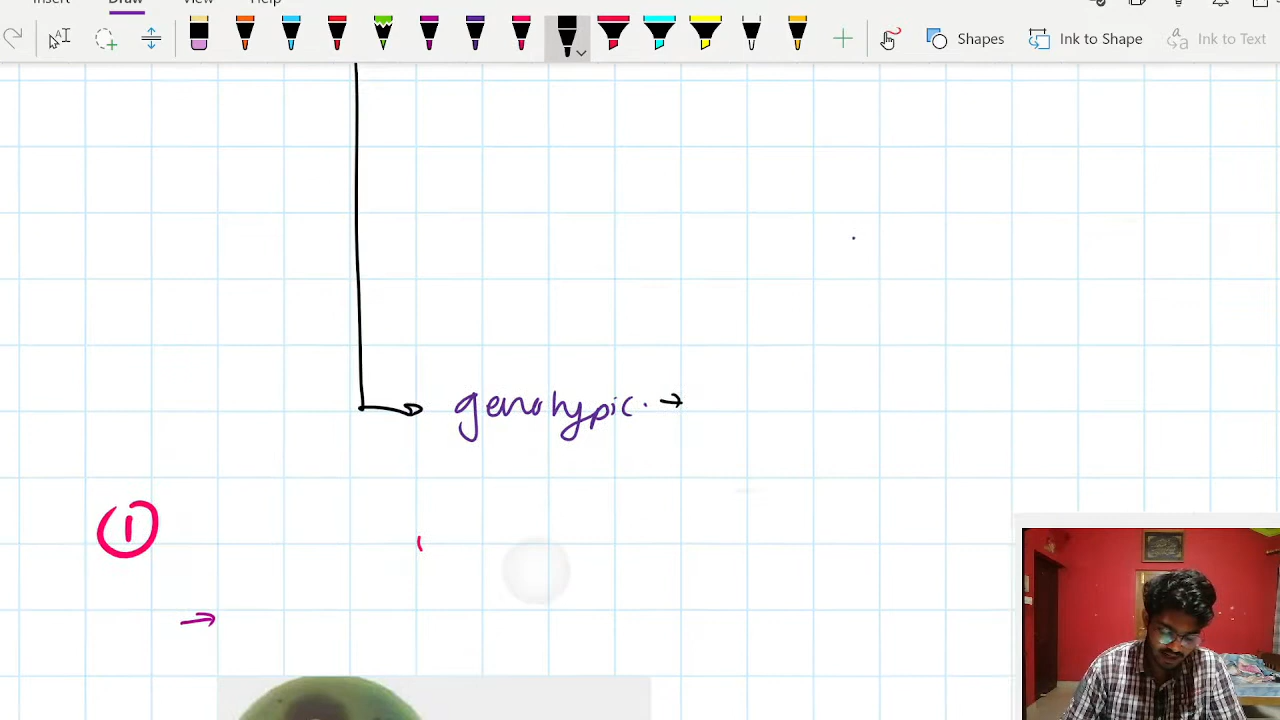 Insert Draw View Help
Shapes Ink to Shape Ink to Text
genotypic. →
①
→